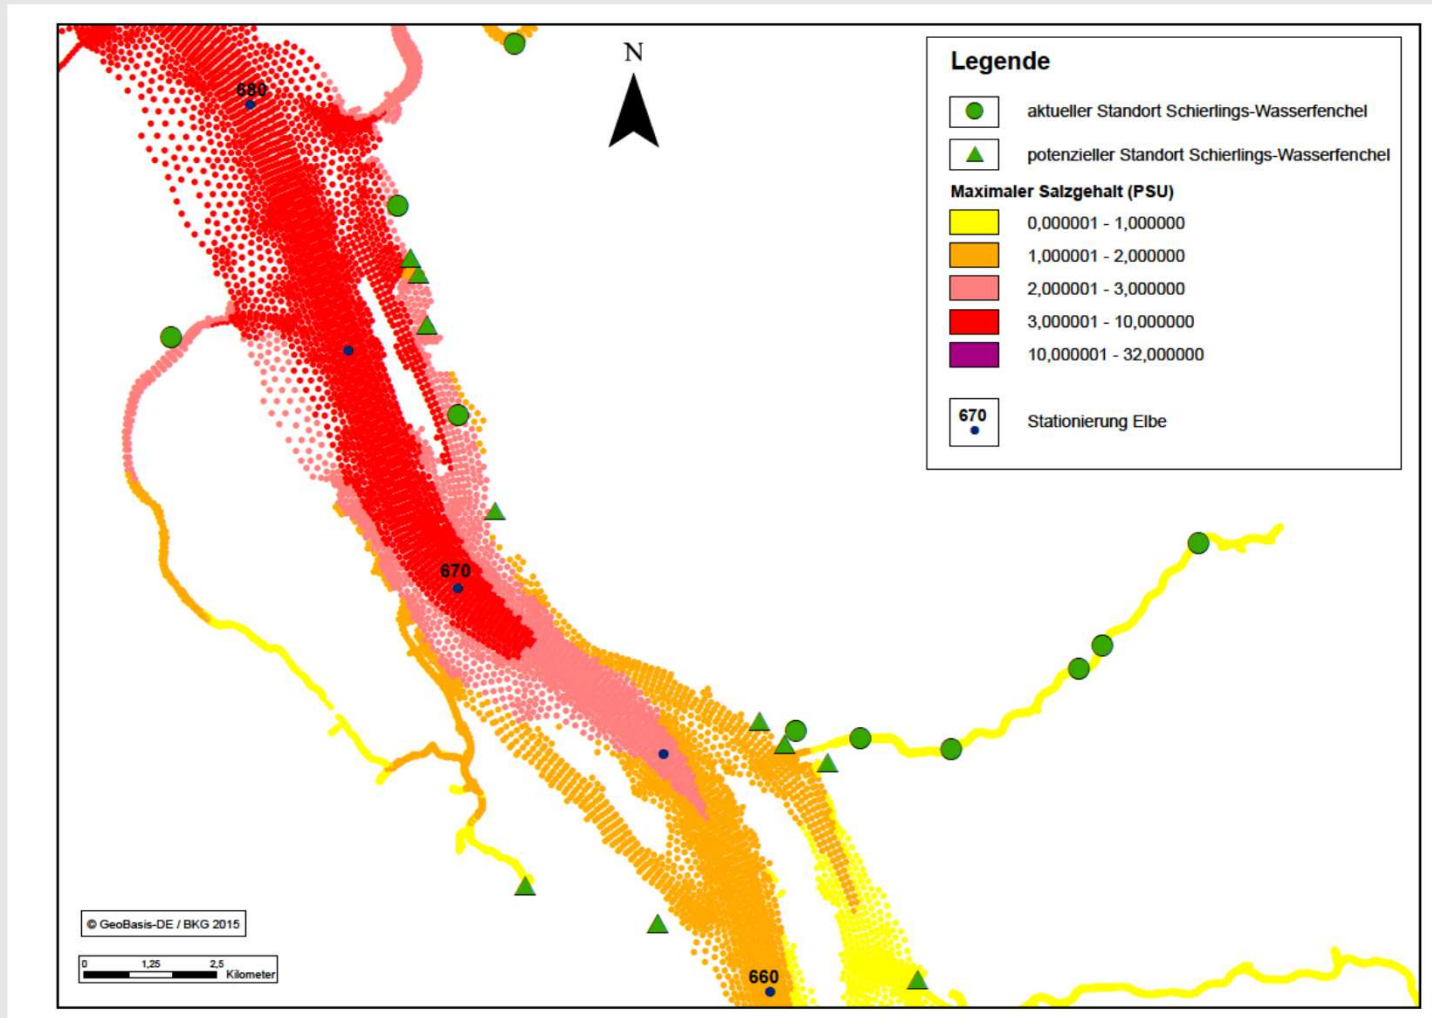 N
680
670
660
Legende
aktueller Standort Schierlings-Wasserfenchel
potenzieller Standort Schierlings-Wasserfenchel
Maximaler Salzgehalt (PSU)
0,000001 - 1,000000
1,000001 - 2,000000
2,000001 - 3,000000
3,000001 - 10,000000
10,000001 - 32,000000
670
Stationierung Elbe
© GeoBasis-DE / BKG 2015
0 1,25 2,5
Kilometer